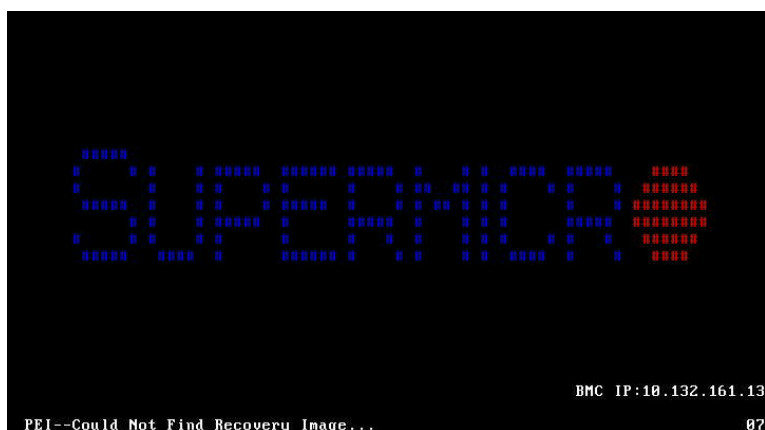 SUPERMICRO
BMC IP:10.132.161.13
PEI--Could Not Find Recovery Image...
07